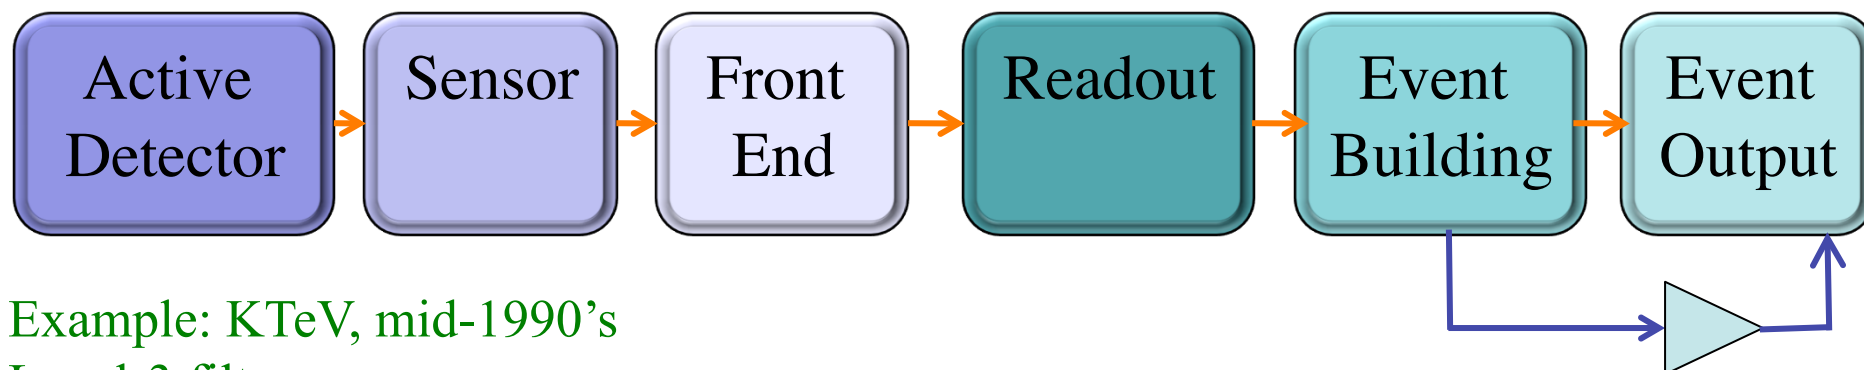 Active
Detector
Sensor
Front
End
Readout
Event
Building
Event
Output
Example: KTeV, mid-1990’s